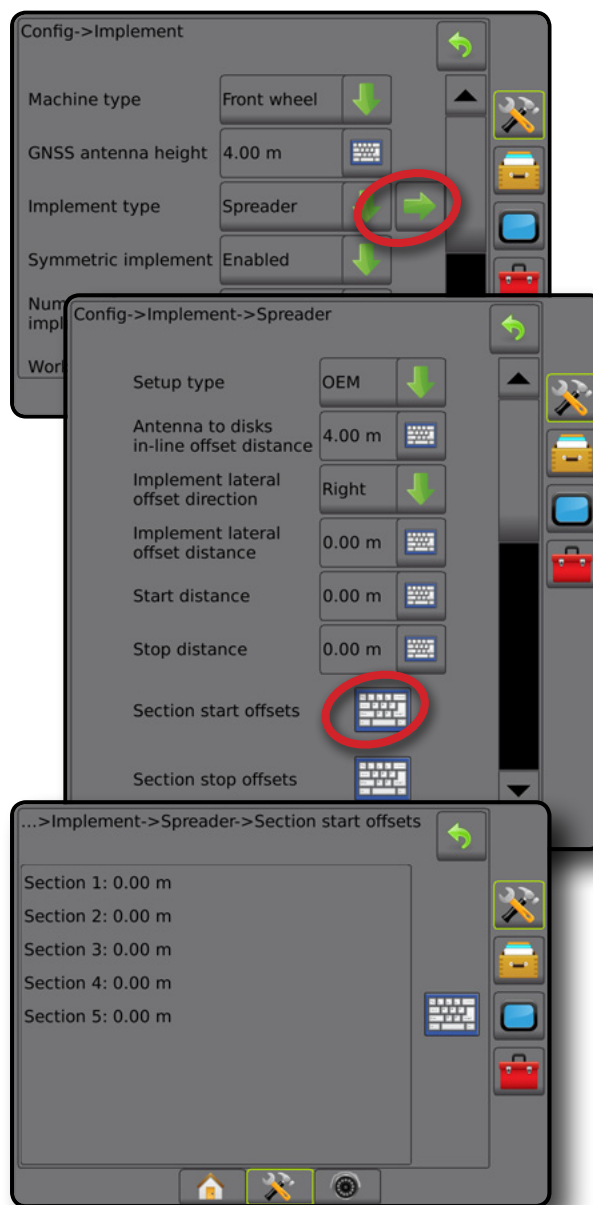 Config->Implement
Machine type Front wheel
GNSS antenna height 4.00 m
Implement type Spreader
Symmetric implement Enabled
Num
impl
Wor
Config->Implement->Spreader
Setup type OEM
Antenna to disks
in-line offset distance 4.00 m
Implement lateral
offset direction Right
Implement lateral
offset distance 0.00 m
Start distance 0.00 m
Stop distance 0.00 m
Section start offsets
Section stop offsets
...>Implement->Spreader->Section start offsets
Section 1: 0.00 m
Section 2: 0.00 m
Section 3: 0.00 m
Section 4: 0.00 m
Section 5: 0.00 m